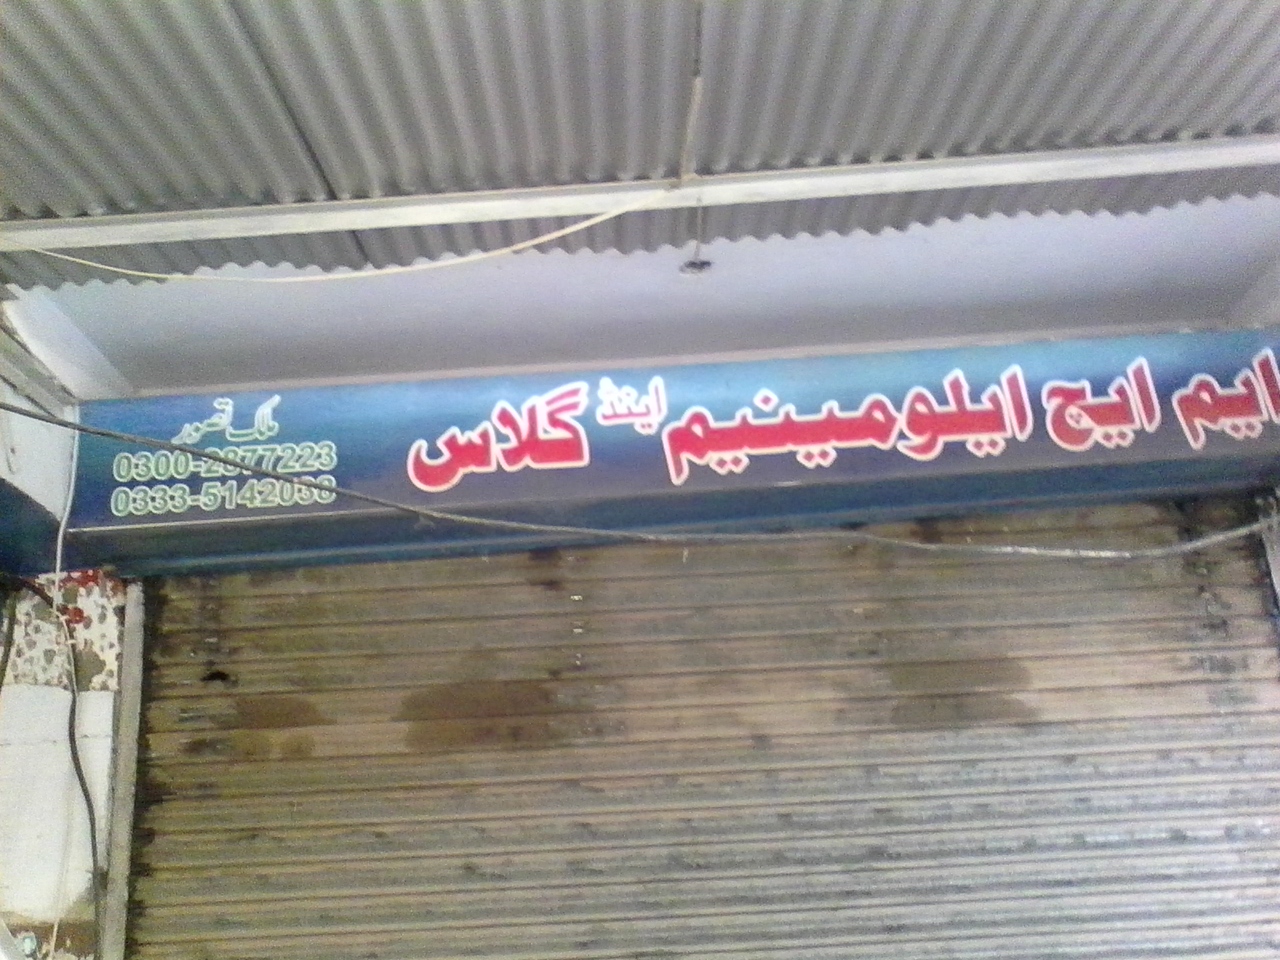 ایم ایچ ایلومینیم اینڈ گلاس
ملک تصور
0300-2877223
0333-5142038